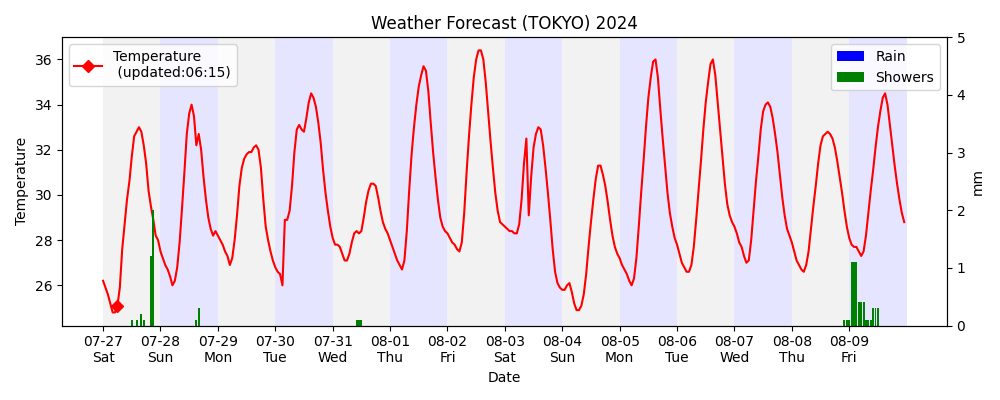 Weather Forecast (TOKYO) 2024
Temperature
(updated:06:15)
Rain
Showers
Temperature
36
34
32
30
28
26
5
4
3
2
1
0
mm
07-27 07-28 07-29 07-30 07-31 08-01 08-02 08-03 08-04 08-05 08-06 08-07 08-08 08-09
Sat Sun Mon Tue Wed Thu Fri Sat Sun Mon Tue Wed Thu Fri
Date